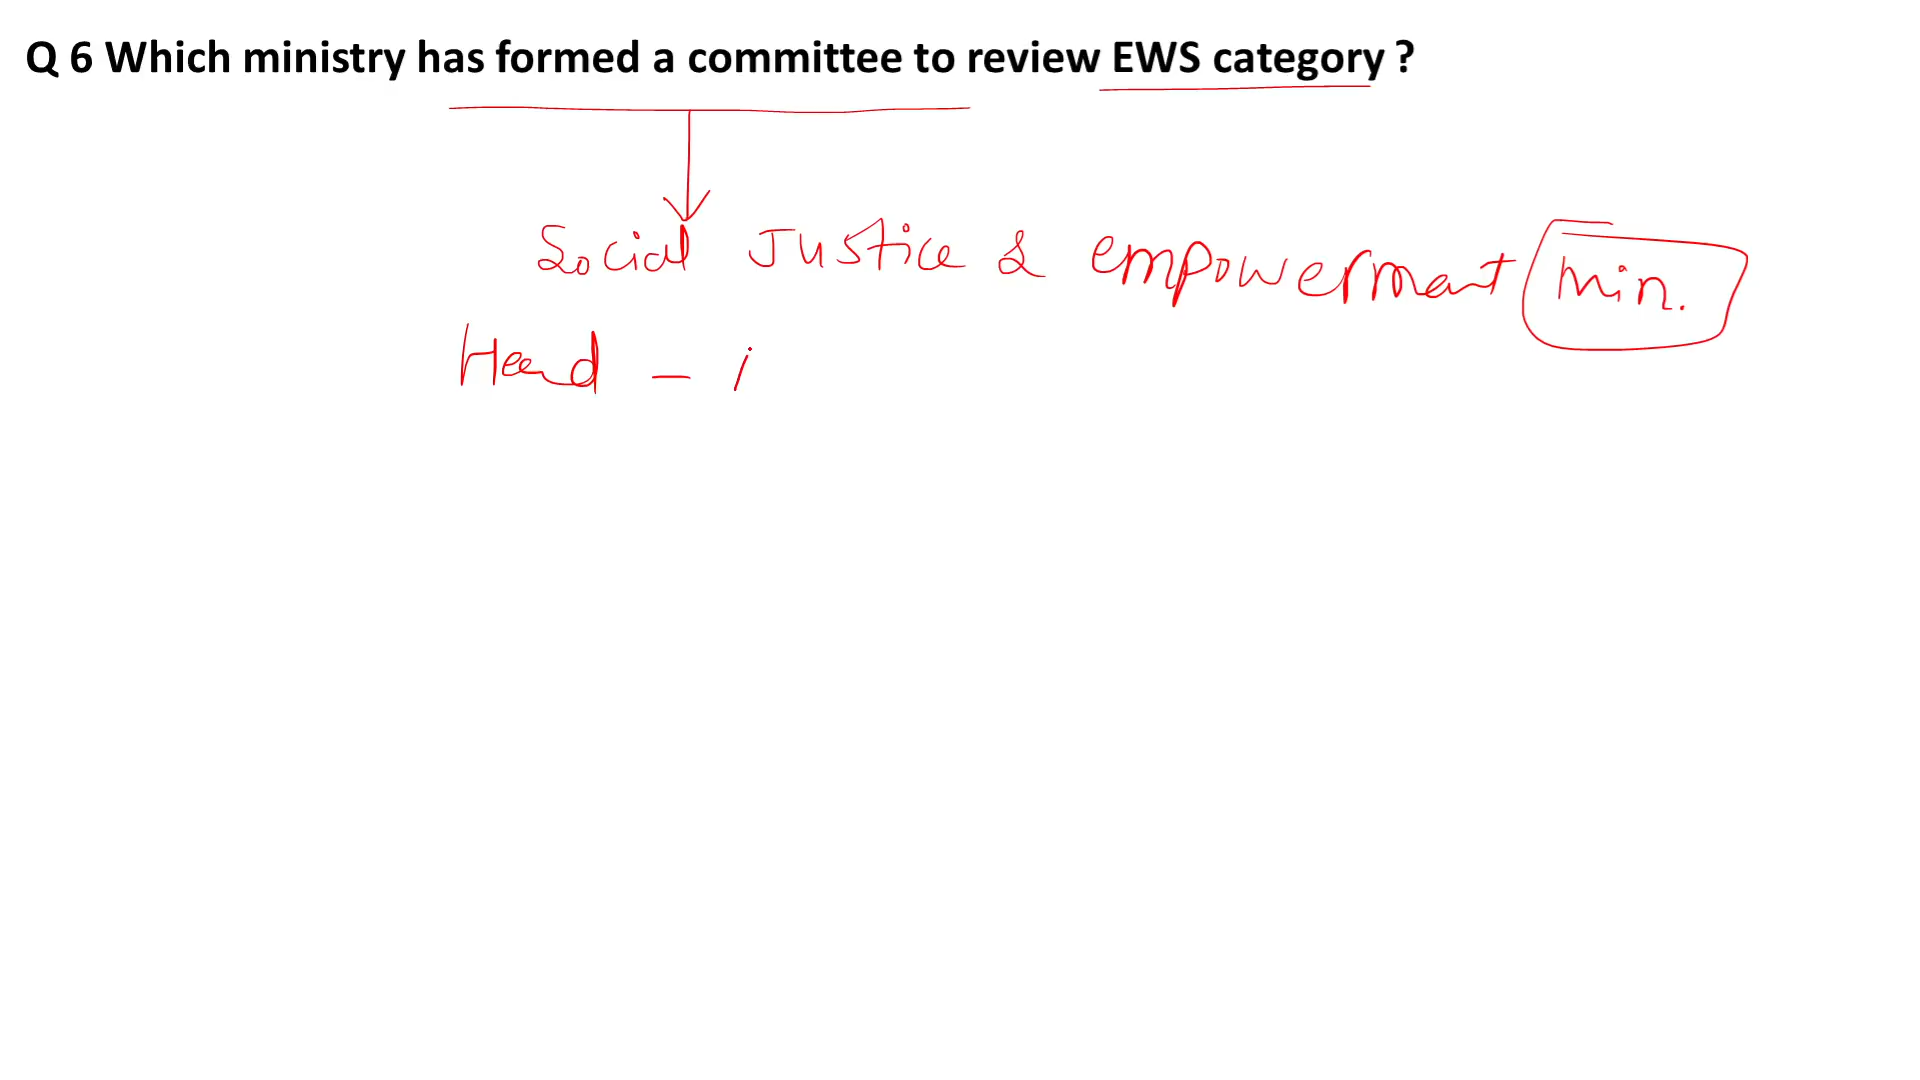 Q 6 Which ministry has formed a committee to review EWS category ?
Social Justice & empowerment min.
Head - i